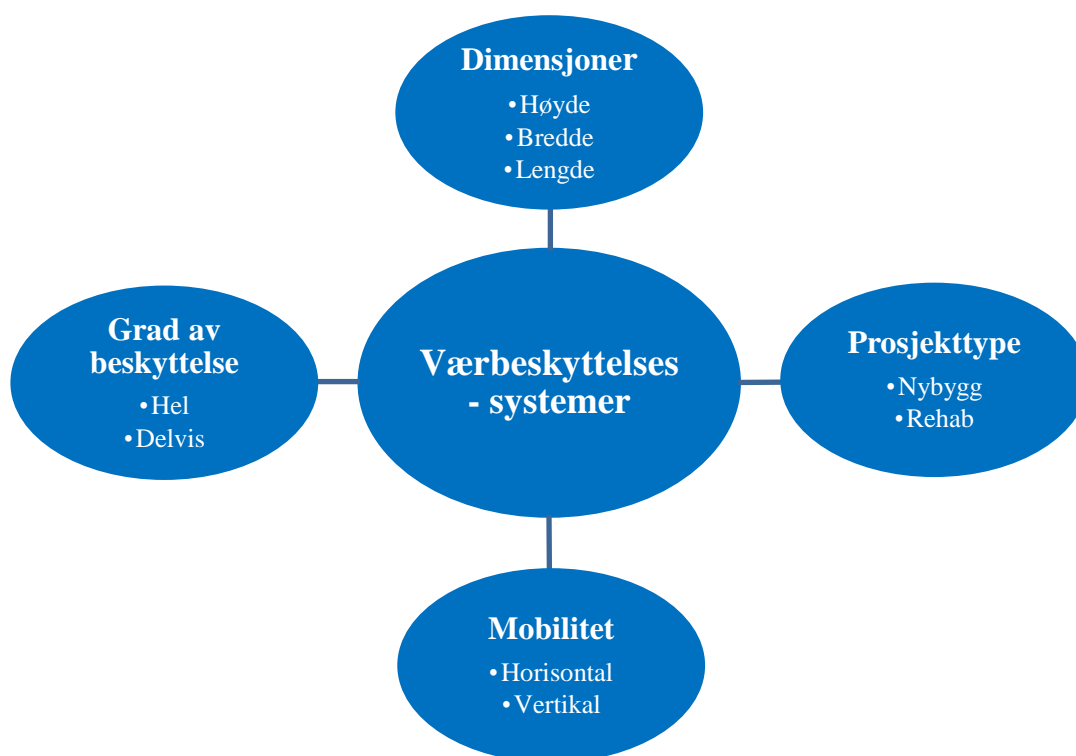 Dimensjoner
•Høyde
•Bredde
•Lengde
Grad av
beskyttelse
•Hel
•Delvis
Værbeskyttelses
- systemer
Prosjekttype
•Nybygg
•Rehab
Mobilitet
•Horisontal
•Vertikal